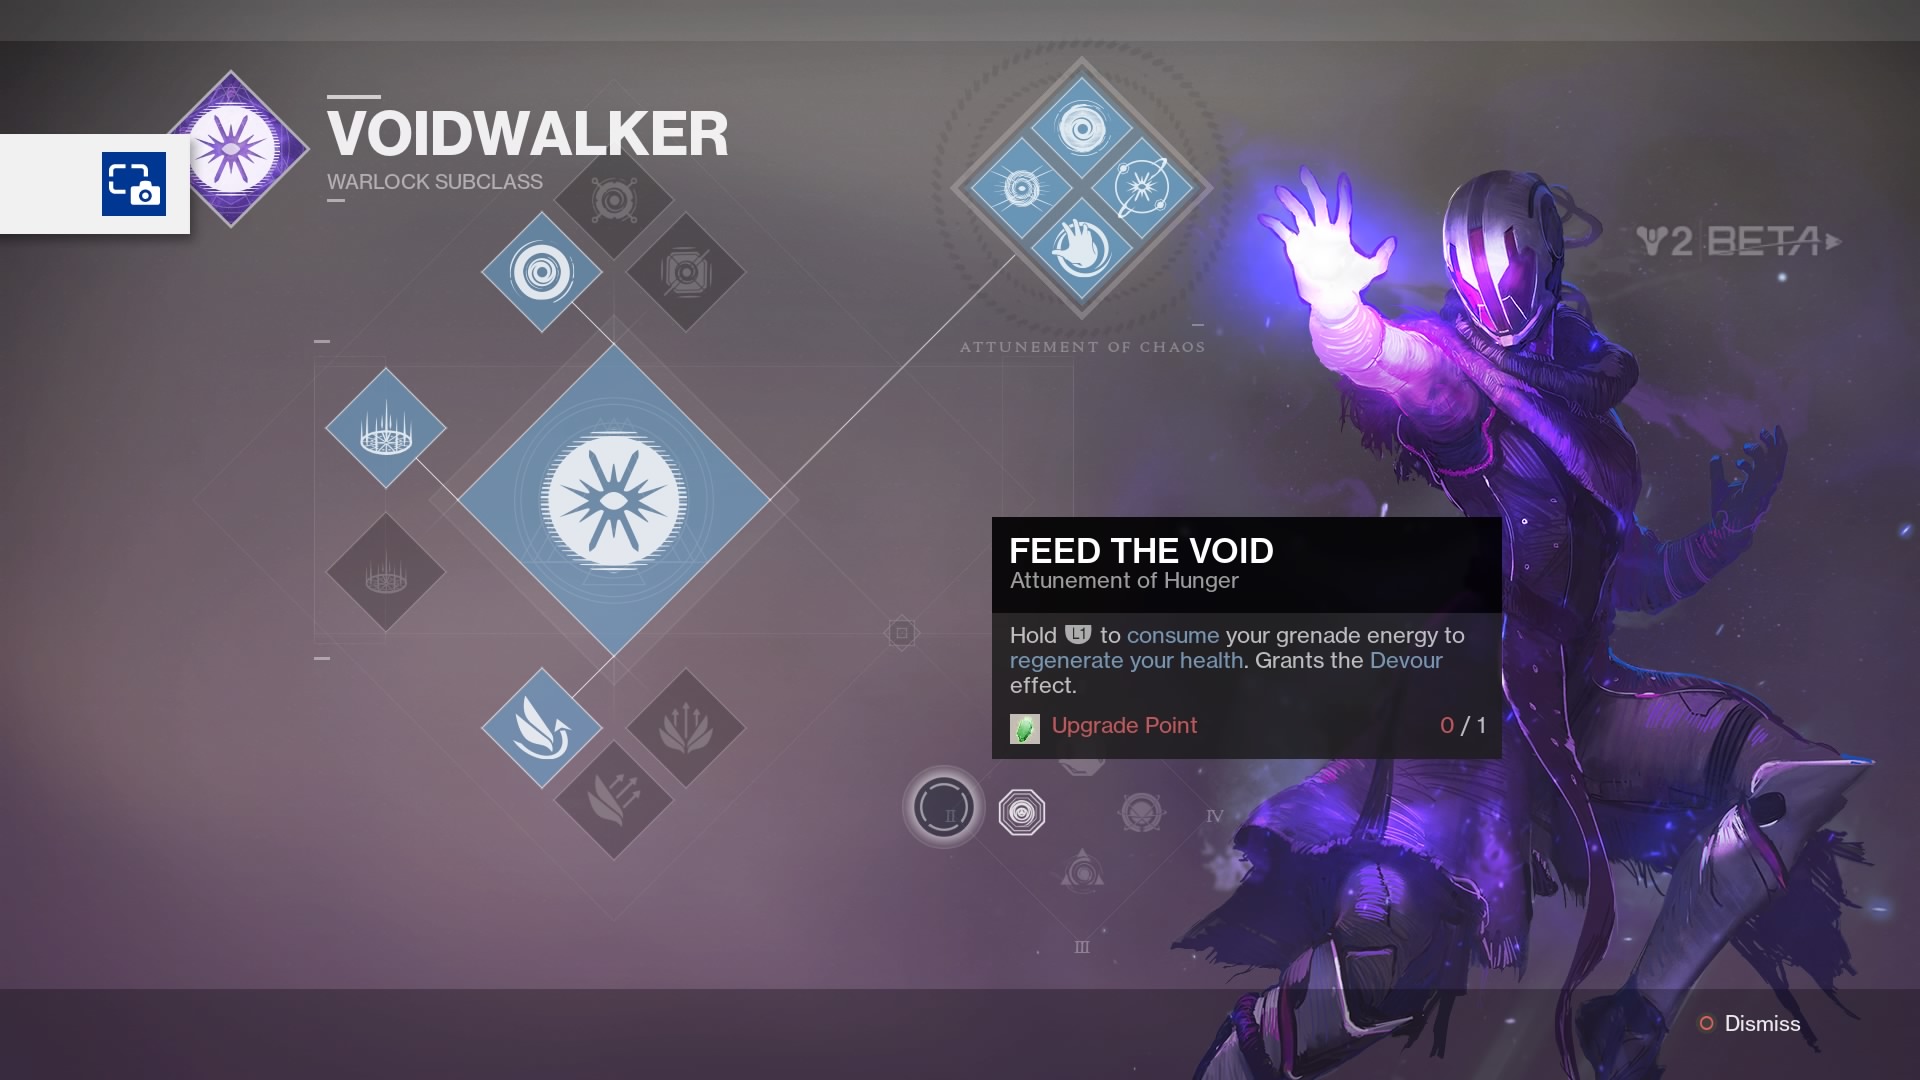 VOIDWALKER
WARLOCK SUBCLASS
2 BETA
ATTUNEMENT OF CHAOS
FEED THE VOID
Attunement of Hunger
Hold L1 to consume your grenade energy to
regenerate your health. Grants the Devour
effect.
Upgrade Point 0 / 1
II
IV
III
Dismiss